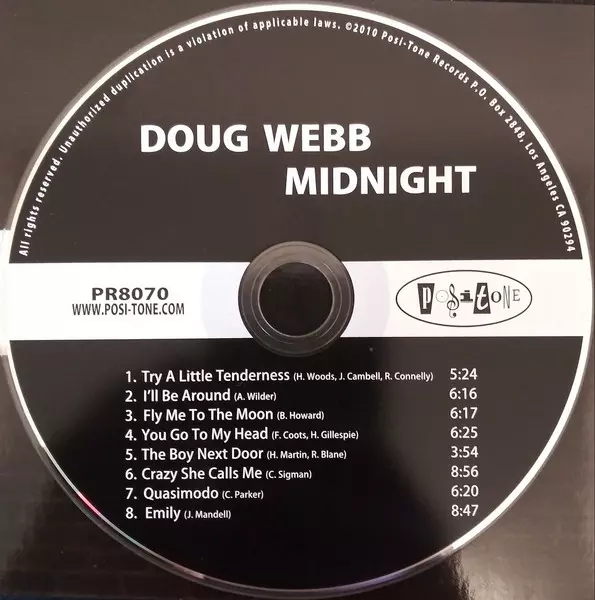 All rights reserved. Unauthorized duplication is a violation of applicable laws. ©2010 Posi-Tone Records P.O. Box 2848, Los Angeles CA 90294
DOUG WEBB
MIDNIGHT
PR8070
WWW.POSI-TONE.COM
POSITONE
1. Try A Little Tenderness (H. Woods, J. Cambell, R. Connelly) 5:24
2. I'll Be Around (A. Wilder) 6:16
3. Fly Me To The Moon (B. Howard) 6:17
4. You Go To My Head (F. Coots, H. Gillespie) 6:25
5. The Boy Next Door (H. Martin, R. Blane) 3:54
6. Crazy She Calls Me (C. Sigman) 8:56
7. Quasimodo (C. Parker) 6:20
8. Emily (J. Mandell) 8:47